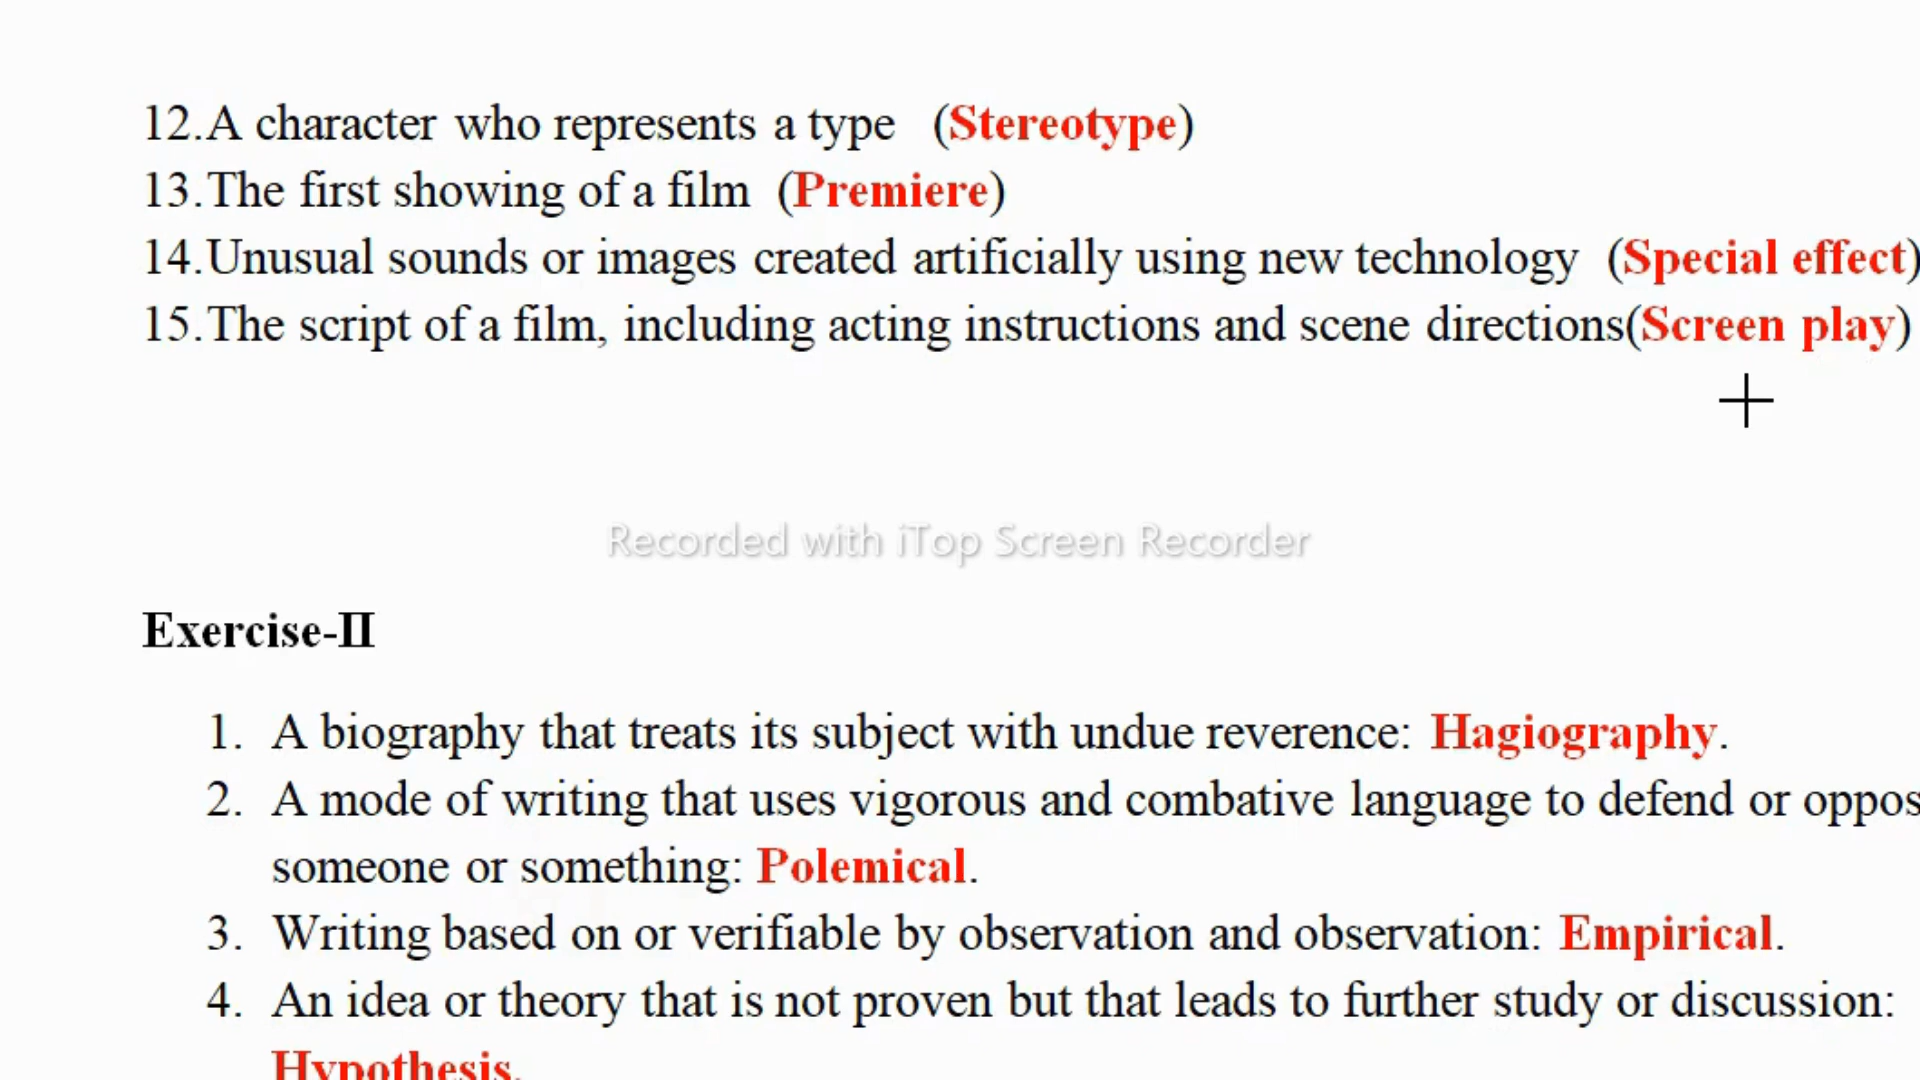 12.A character who represents a type (Stereotype)
13.The first showing of a film (Premiere)
14.Unusual sounds or images created artificially using new technology (Special effect)
15.The script of a film, including acting instructions and scene directions(Screen play)
Recorded with iTop Screen Recorder
Exercise-II
1. A biography that treats its subject with undue reverence: Hagiography.
2. A mode of writing that uses vigorous and combative language to defend or oppos
someone or something: Polemical.
3. Writing based on or verifiable by observation and observation: Empirical.
4. An idea or theory that is not proven but that leads to further study or discussion:
Hypothesis.